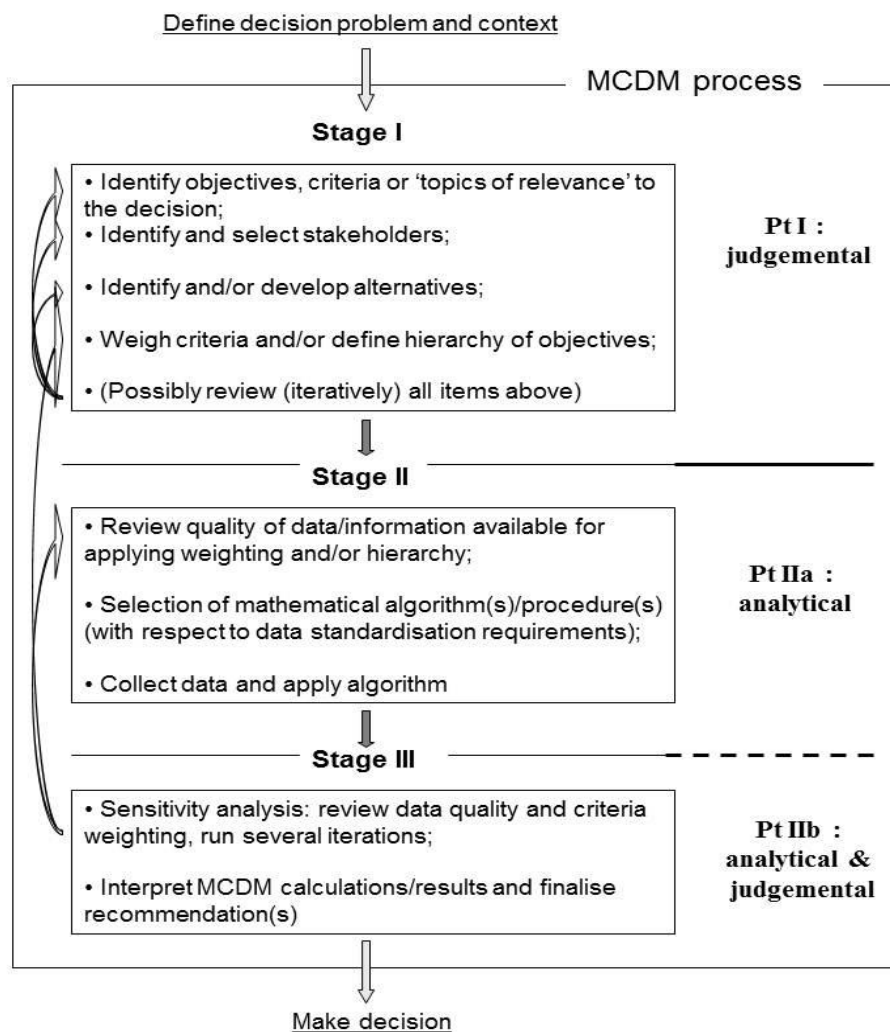 Define decision problem and context
MCDM process
Stage I
• Identify objectives, criteria or ‘topics of relevance’ to
the decision;
• Identify and select stakeholders;
• Identify and/or develop alternatives;
• Weigh criteria and/or define hierarchy of objectives;
• (Possibly review (iteratively) all items above)
Pt I :
judgemental
Stage II
• Review quality of data/information available for
applying weighting and/or hierarchy;
• Selection of mathematical algorithm(s)/procedure(s)
(with respect to data standardisation requirements);
• Collect data and apply algorithm
Pt IIa :
analytical
Stage III
• Sensitivity analysis: review data quality and criteria
weighting, run several iterations;
• Interpret MCDM calculations/results and finalise
recommendation(s)
Pt IIb :
analytical &
judgemental
Make decision